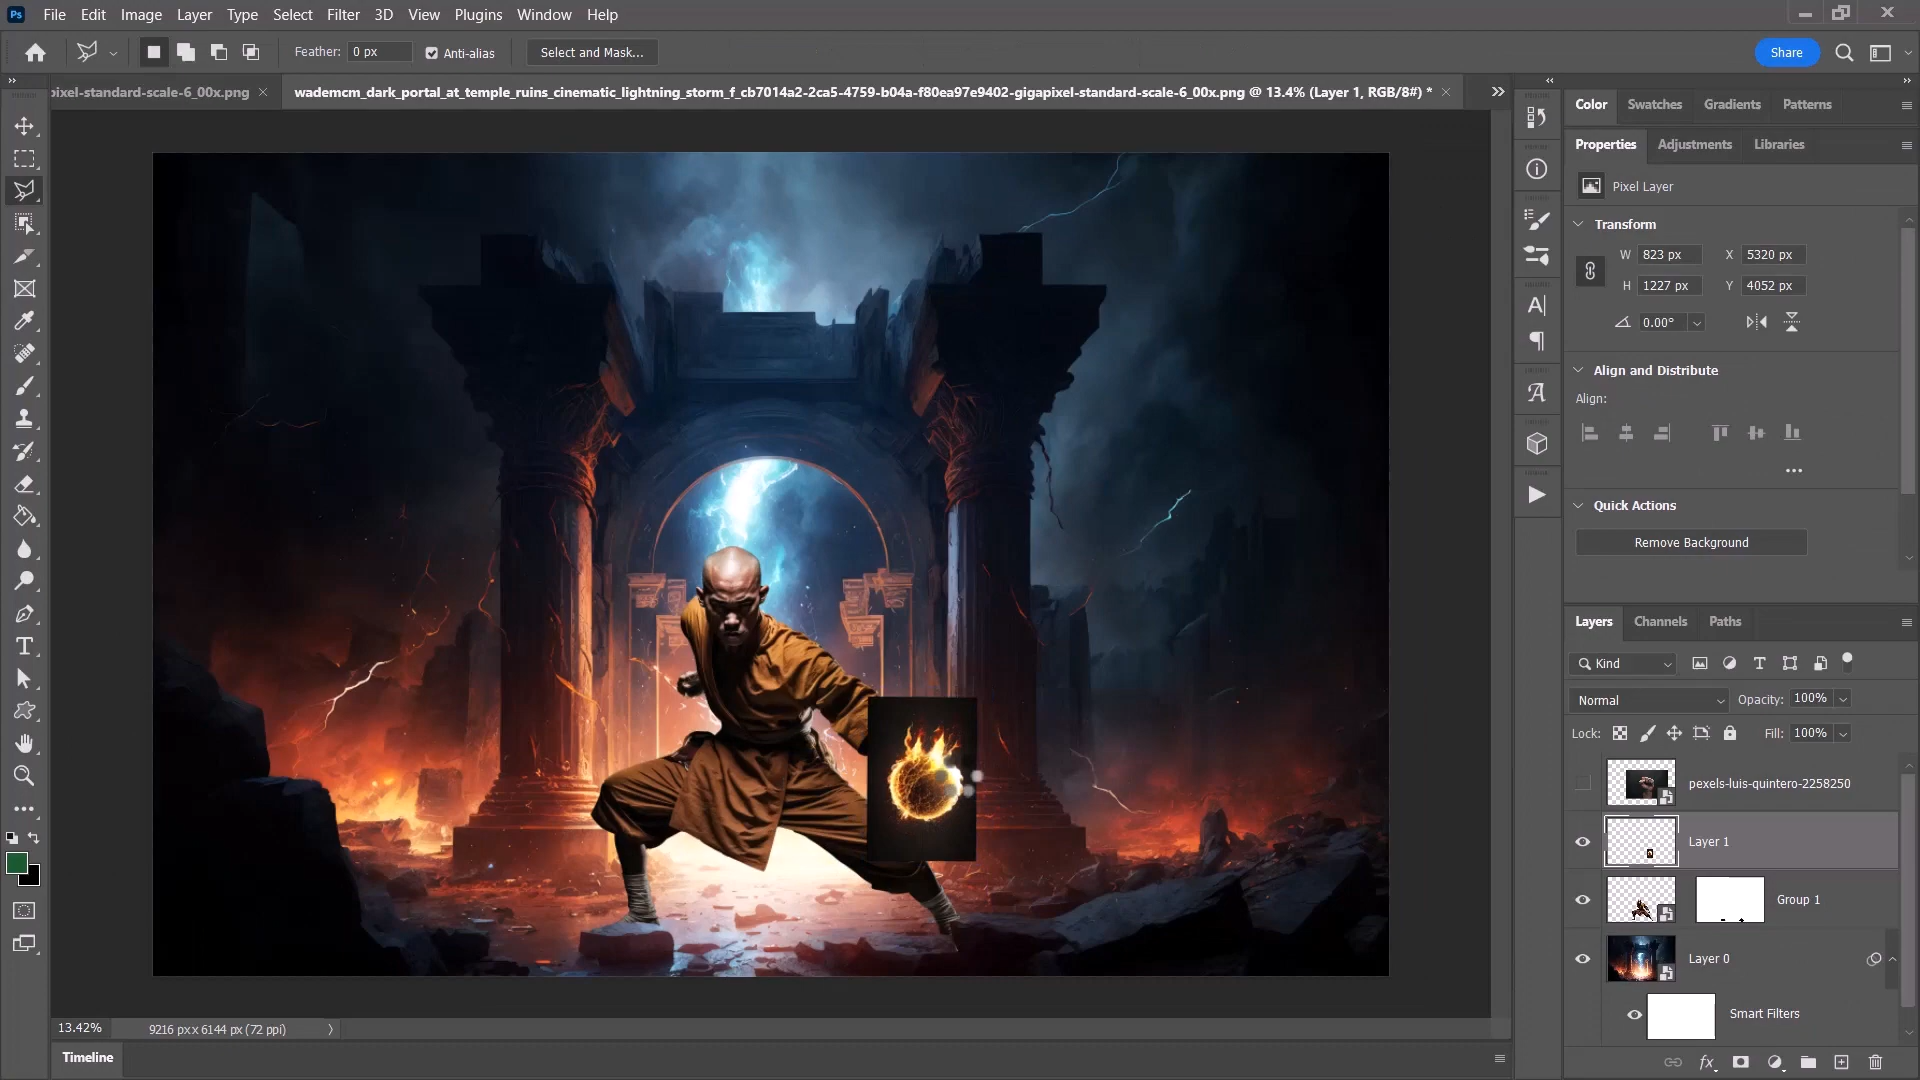 Ps File Edit Image Layer Type Select Filter 3D View Plugins Window Help
Feather: 0 px Anti-alias Select and Mask... Share
pixel-standard-scale-6_00x.png wademcm_dark_portal_at_temple_ruins_cinematic_lightning_storm_f_cb7014a2-2ca5-4759-b04a-f80ea97e9402-gigapixel-standard-scale-6_00x.png @ 13.4% (Layer 1, RGB/8#) *
Color Swatches Gradients Patterns
Properties Adjustments Libraries
Pixel Layer
Transform
W 823 px X 5320 px
H 1227 px Y 4052 px
0.00°
Align and Distribute
Align:
Quick Actions
Remove Background
Layers Channels Paths
Kind
Normal Opacity: 100%
Lock: Fill: 100%
pexels-luis-quintero-2258250
Layer 1
Group 1
Layer 0
Smart Filters
13.42% 9216 px x 6144 px (72 ppi)
Timeline